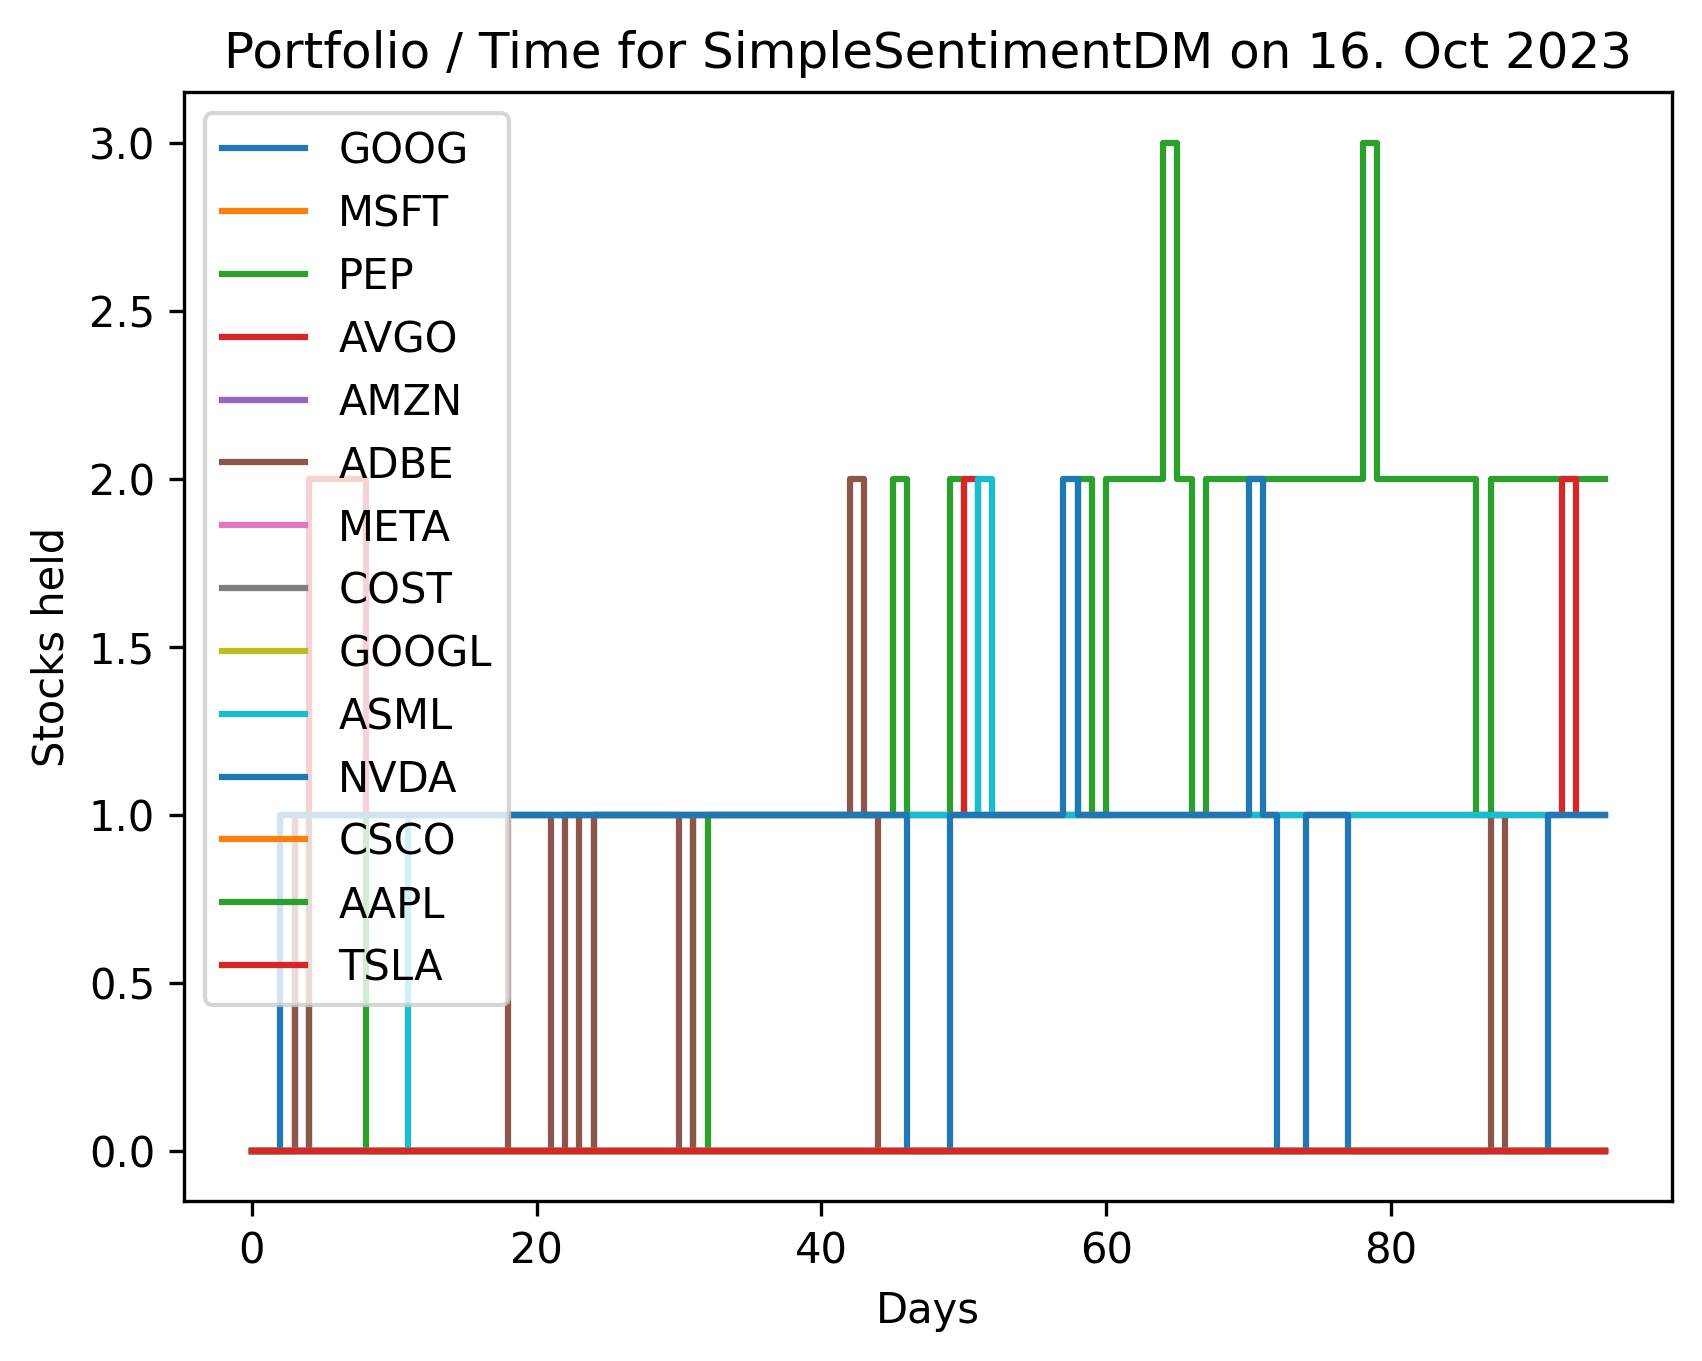 Portfolio / Time for SimpleSentimentDM on 16. Oct 2023
3.0
2.5
2.0
1.5
1.0
0.5
0.0
Stocks held
GOOG
MSFT
PEP
AVGO
AMZN
ADBE
META
COST
GOOGL
ASML
NVDA
CSCO
AAPL
TSLA
0 20 40 60 80
Days